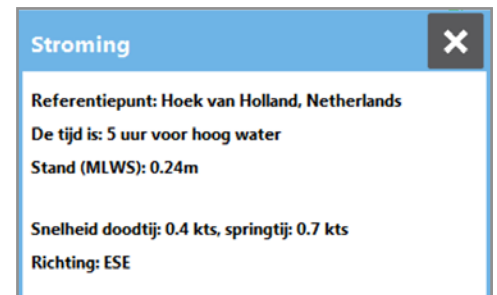 Stroming
Referentiepunt: Hoek van Holland, Netherlands
De tijd is: 5 uur voor hoog water
Stand (MLWS): 0.24m
Snelheid doodtij: 0.4 kts, springtij: 0.7 kts
Richting: ESE